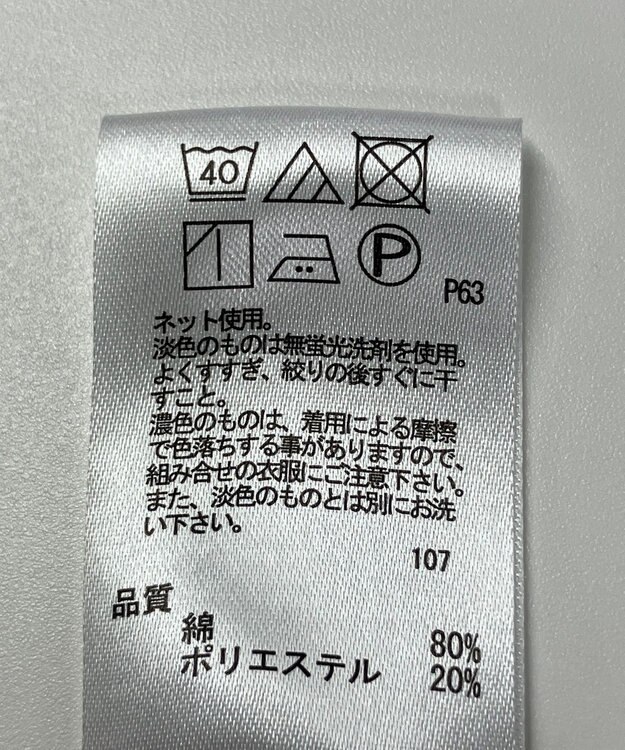 40
P
P63
ネット使用。
淡色のものは無蛍光洗剤を使用。
よくすすぎ、絞りの後すぐに干
すこと。
濃色のものは、着用による摩擦
で色落ちする事がありますので、
組み合せの衣服にご注意下さい。
また、淡色のものとは別にお洗
い下さい。
107
品質
綿 80%
ポリエステル 20%